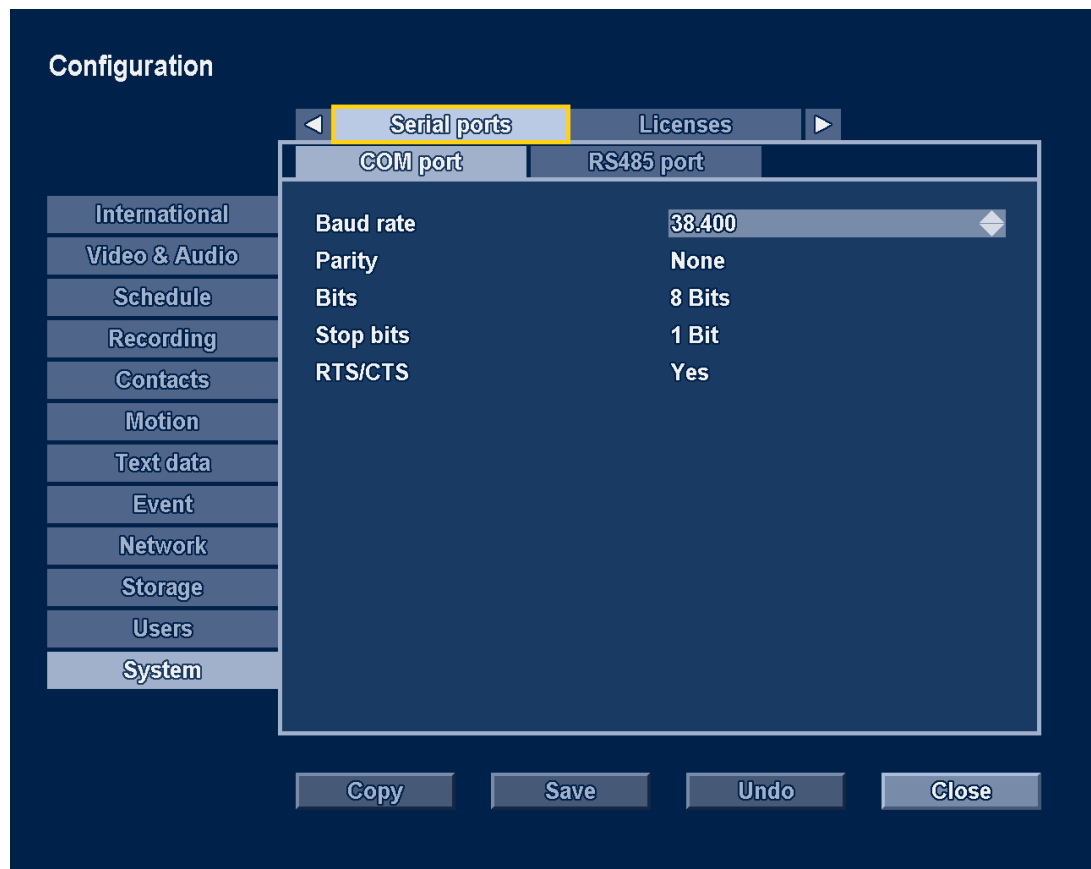 Configuration
Serial ports Licenses
COM port RS485 port
International
Video & Audio
Schedule
Recording
Contacts
Motion
Text data
Event
Network
Storage
Users
System
Baud rate 38.400
Parity None
Bits 8 Bits
Stop bits 1 Bit
RTS/CTS Yes
Copy Save Undo Close